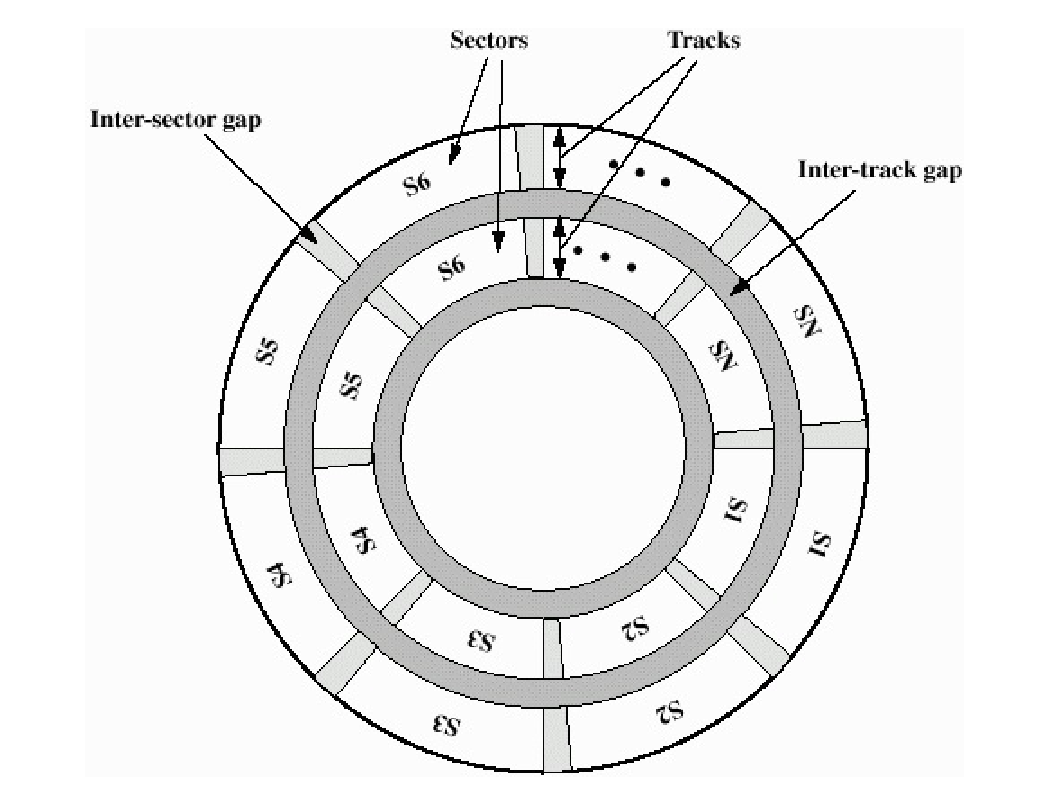 Sectors
Tracks
Inter-sector gap
Inter-track gap
S6
• • •
S6
• • •
SN
S5
SN
S5
S1
S4
S1
S4
S2
S3
S2
S3